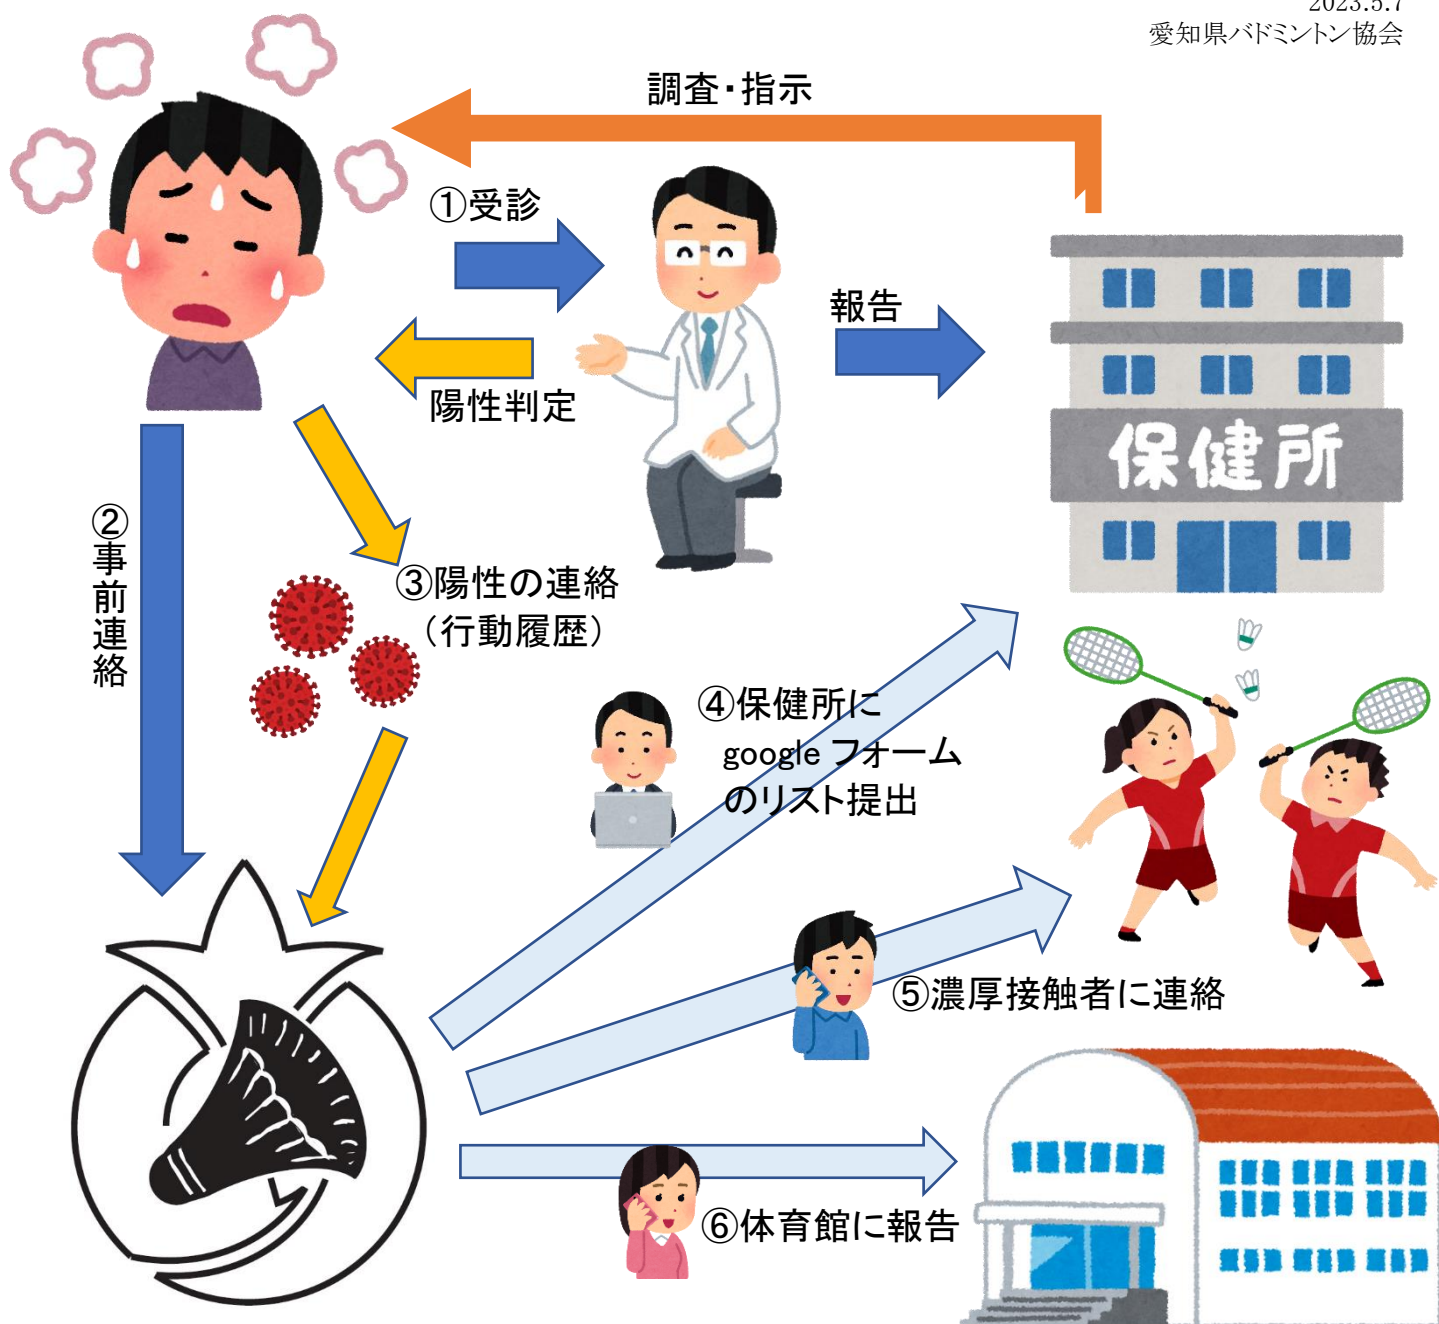 2023.5.7
愛知県バドミントン協会
調査・指示
①受診
報告
陽性判定
保健所
②事前連絡
③陽性の連絡
（行動履歴）
④保健所に
google フォーム
のリスト提出
⑤濃厚接触者に連絡
⑥体育館に報告